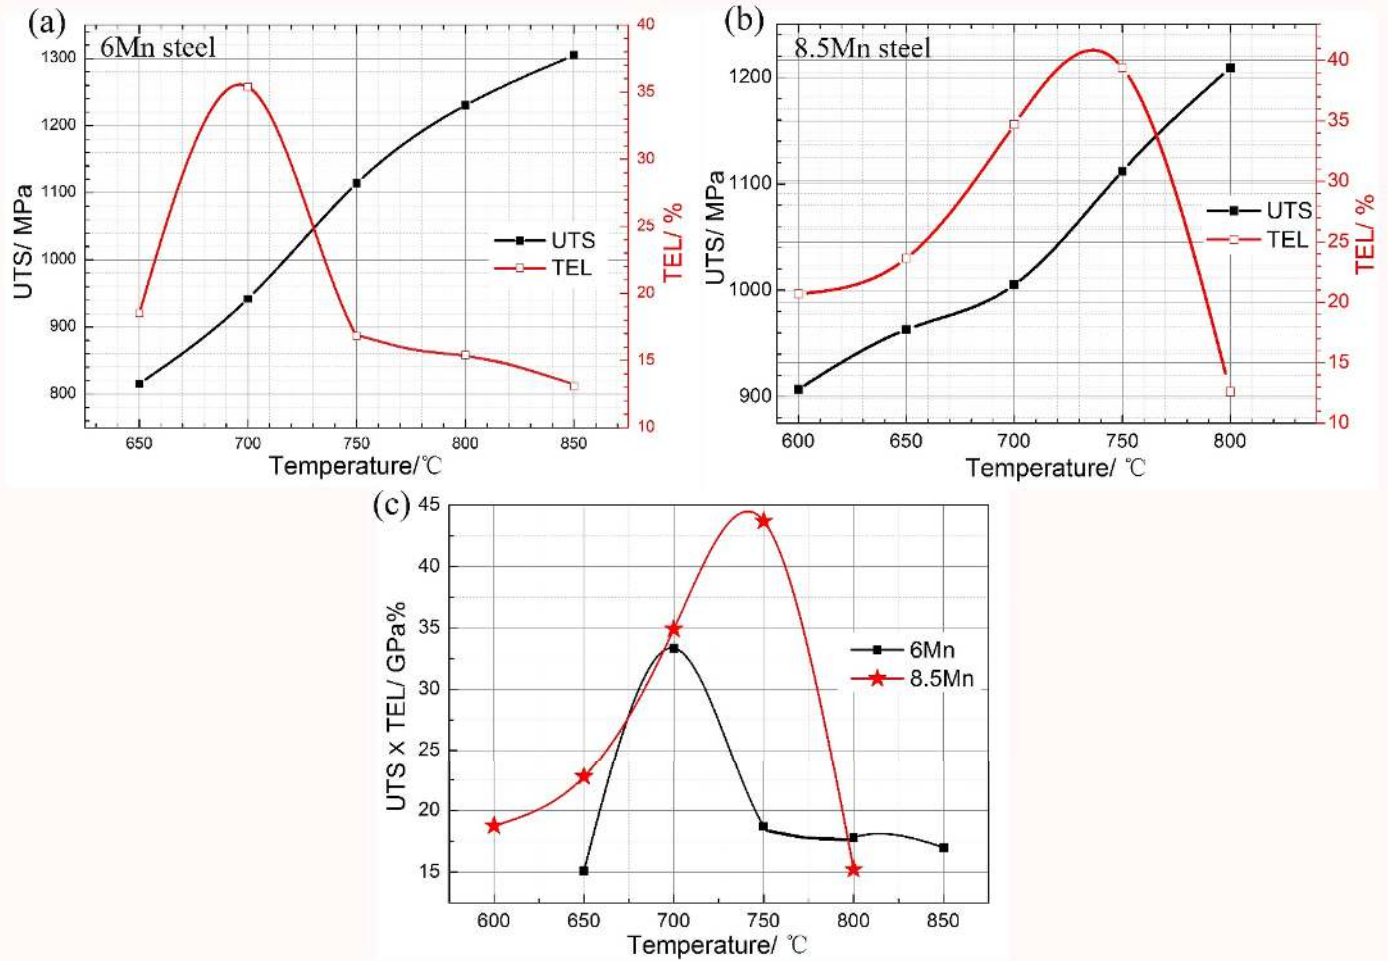 (a)
6Mn steel
1300
1200
1100
1000
900
800
UTS/ MPa
40
35
30
25
20
15
10
TEL/ %
UTS
TEL
650 700 750 800 850
Temperature/℃
(b)
8.5Mn steel
1200
1100
1000
900
UTS/ MPa
40
35
30
25
20
15
10
TEL/ %
UTS
TEL
600 650 700 750 800
Temperature/ ℃
(c)
45
40
35
30
25
20
15
UTS x TEL/ GPa%
6Mn
8.5Mn
600 650 700 750 800 850
Temperature/ ℃